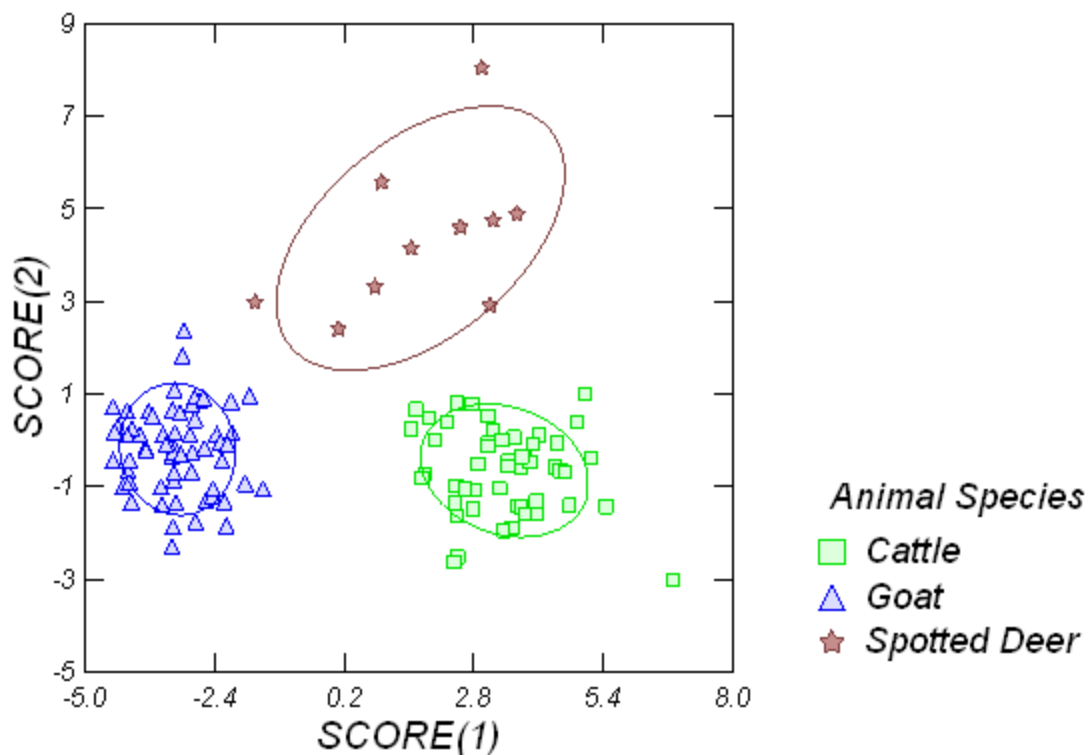 9
7
5
3
1
-1
-3
-5
SCORE(2)
-5.0 -2.4 0.2 2.8 5.4 8.0
SCORE(1)
Animal Species
Cattle
Goat
Spotted Deer